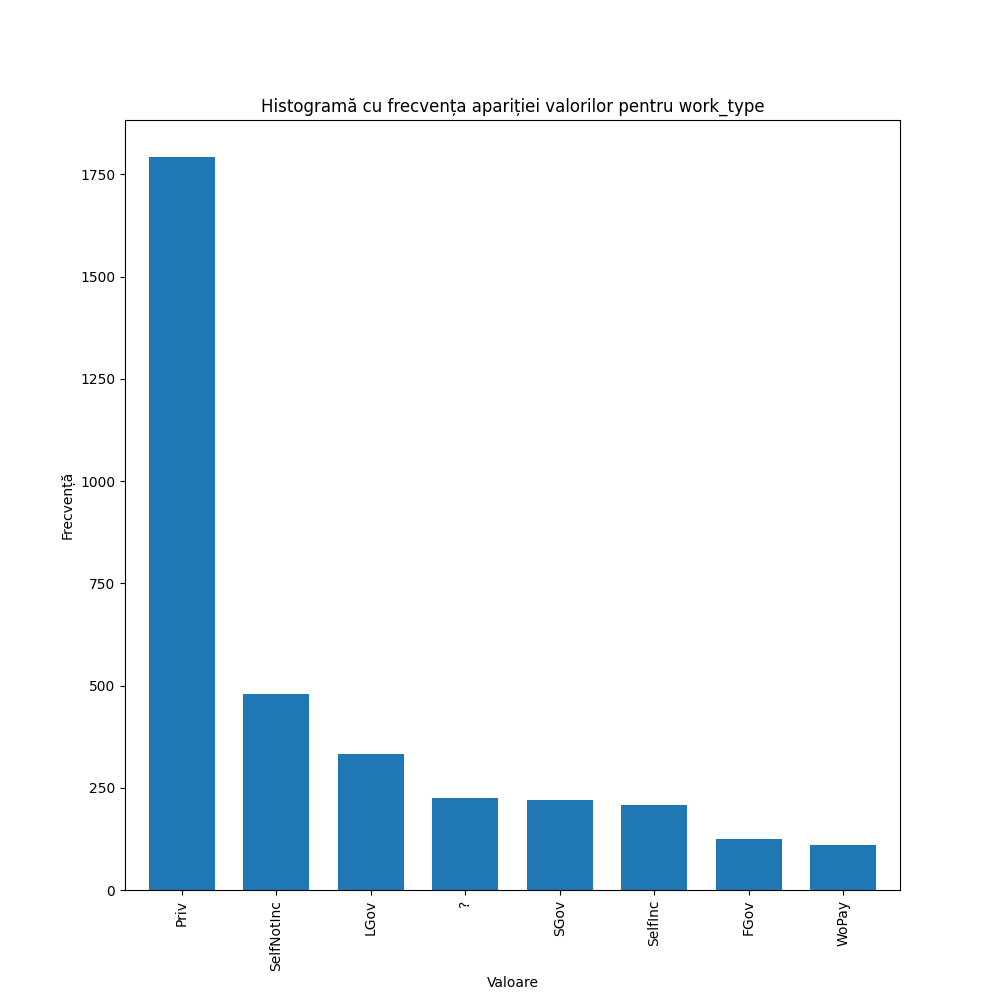 Histogramă cu frecvența apariției valorilor pentru work_type
Frecvență
1750
1500
1250
1000
750
500
250
0
Priv
SelfNotInc
LGov
?
SGov
SelfInc
FGov
WoPay
Valoare